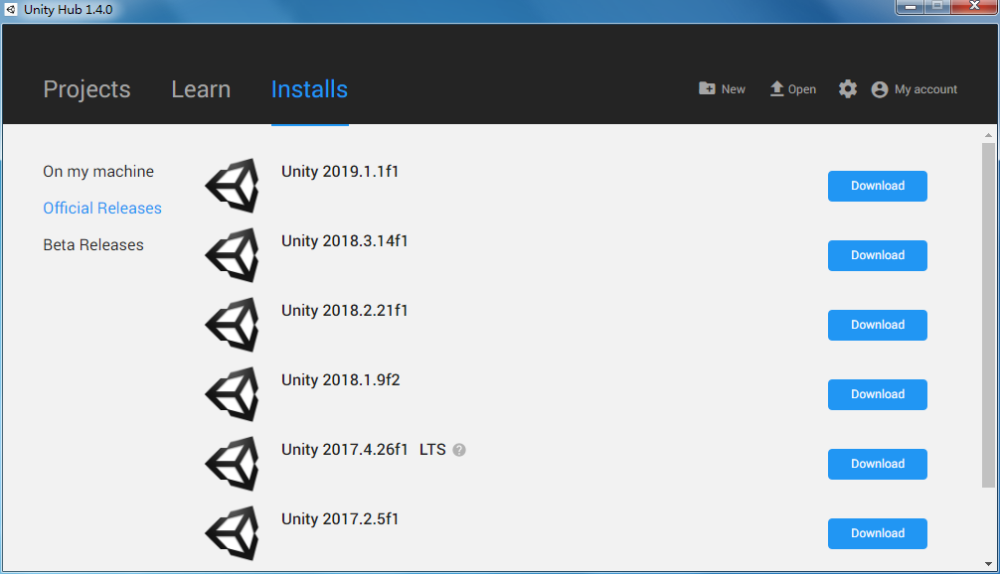 Unity Hub 1.4.0
Projects Learn Installs New Open My account
On my machine
Official Releases
Beta Releases
Unity 2019.1.1f1 Download
Unity 2018.3.14f1 Download
Unity 2018.2.21f1 Download
Unity 2018.1.9f2 Download
Unity 2017.4.26f1 LTS ? Download
Unity 2017.2.5f1 Download